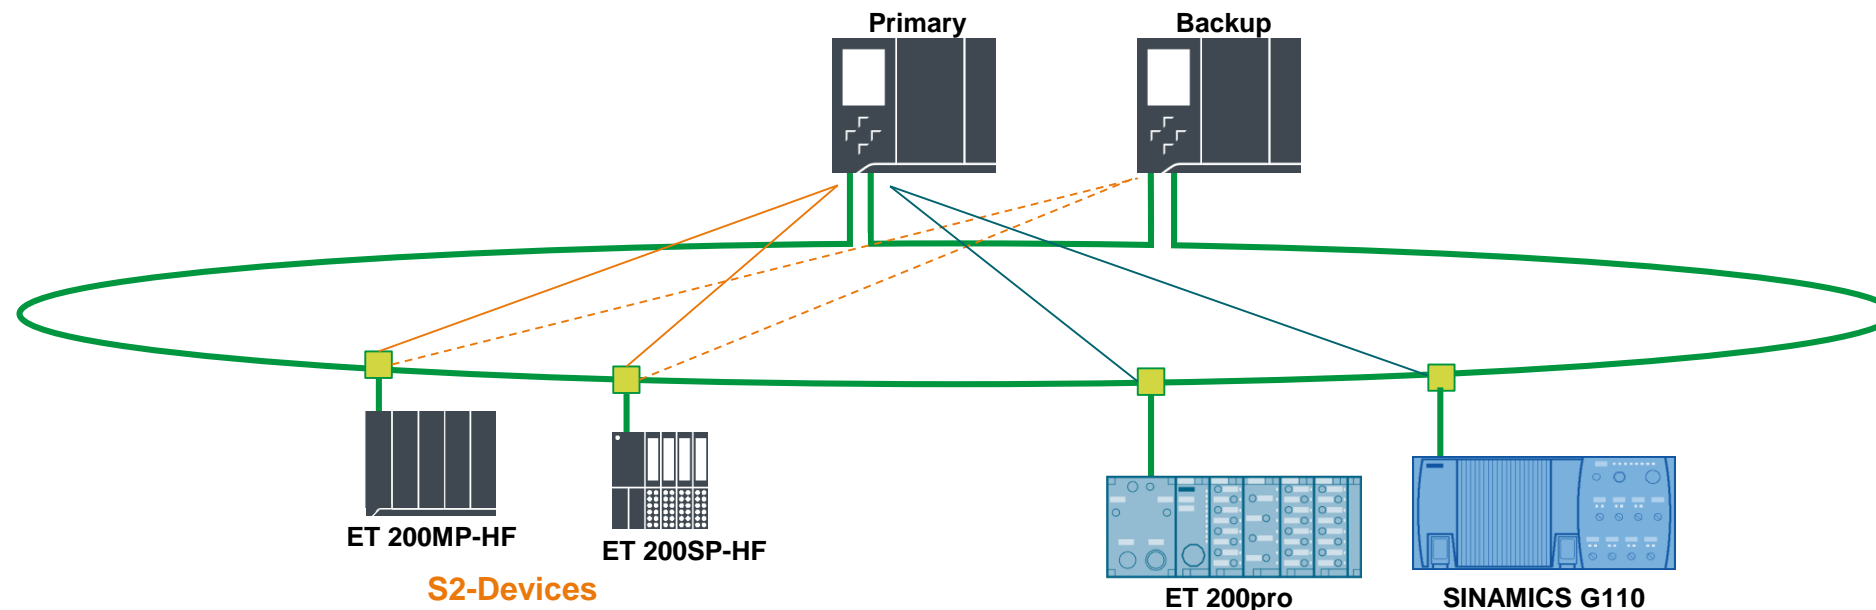 Primary
Backup
ET 200MP-HF
ET 200SP-HF
S2-Devices
ET 200pro
SINAMICS G110